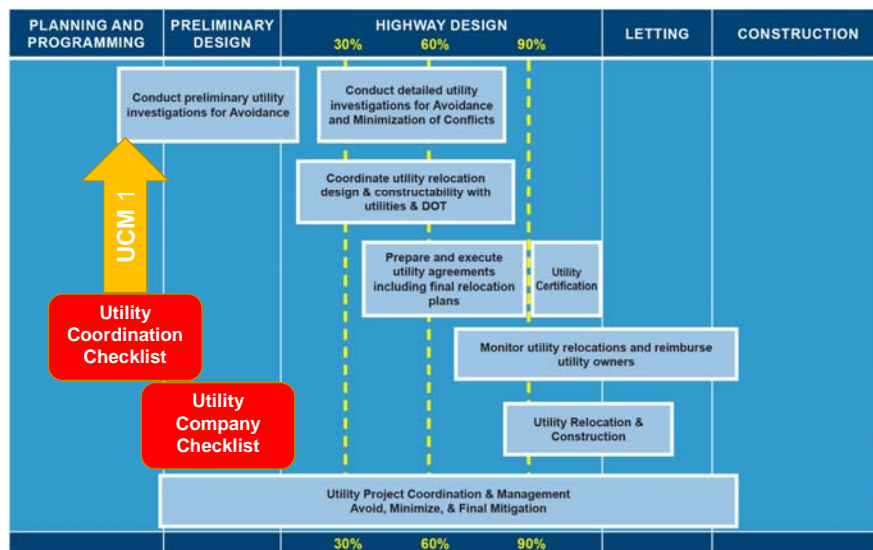 PLANNING AND
PROGRAMMING
PRELIMINARY
DESIGN
HIGHWAY DESIGN
30% 60% 90%
LETTING
CONSTRUCTION
Conduct preliminary utility
investigations for Avoidance
Conduct detailed utility
investigations for Avoidance
and Minimization of Conflicts
UCM 1
Coordinate utility relocation
design & constructability with
utilities & DOT
Prepare and execute
utility agreements
including final relocation
plans
Utility
Certification
Utility
Coordination
Checklist
Monitor utility relocations and reimburse
utility owners
Utility
Company
Checklist
Utility Relocation &
Construction
Utility Project Coordination & Management
Avoid, Minimize, & Final Mitigation
30% 60% 90%